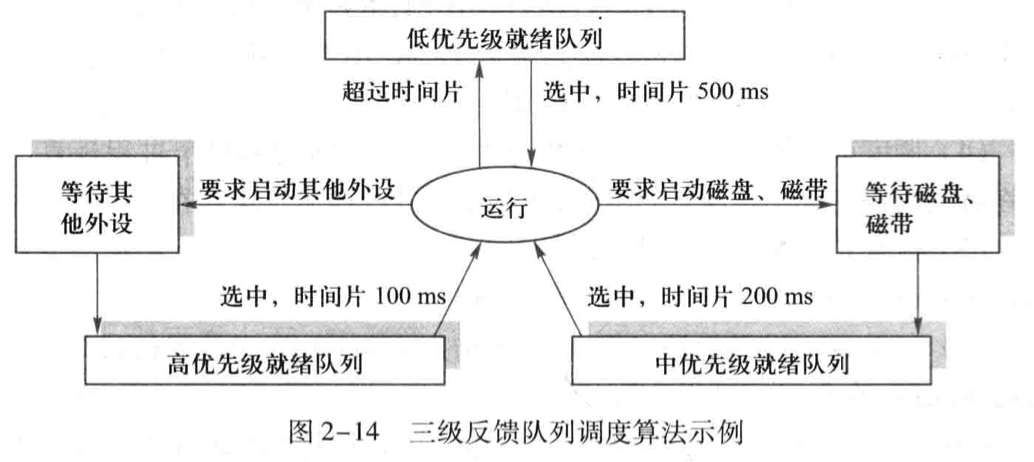 低优先级就绪队列
超过时间片
选中，时间片 500 ms
等待其
他外设
要求启动其他外设
运行
要求启动磁盘、磁带
等待磁盘、
磁带
选中，时间片 100 ms
选中，时间片 200 ms
高优先级就绪队列
中优先级就绪队列
图 2-14 三级反馈队列调度算法示例